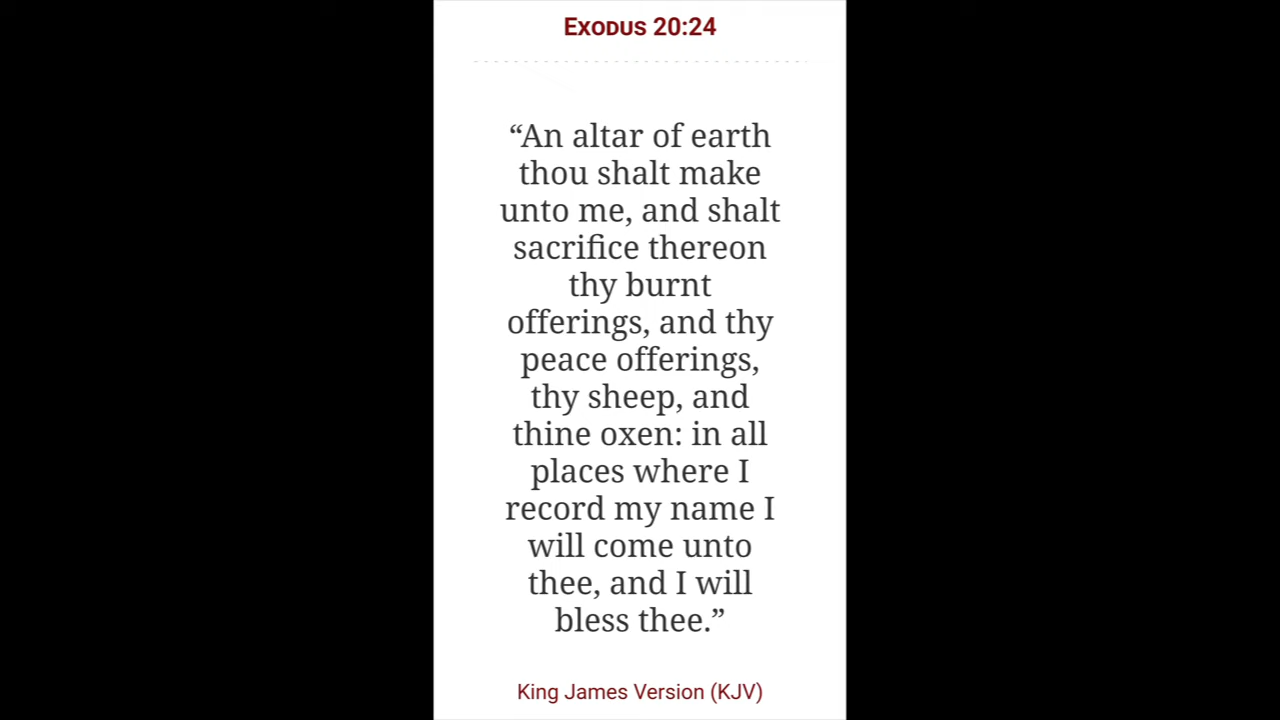 Exodus 20:24
“An altar of earth
thou shalt make
unto me, and shalt
sacrifice thereon
thy burnt
offerings, and thy
peace offerings,
thy sheep, and
thine oxen: in all
places where I
record my name I
will come unto
thee, and I will
bless thee.”
King James Version (KJV)